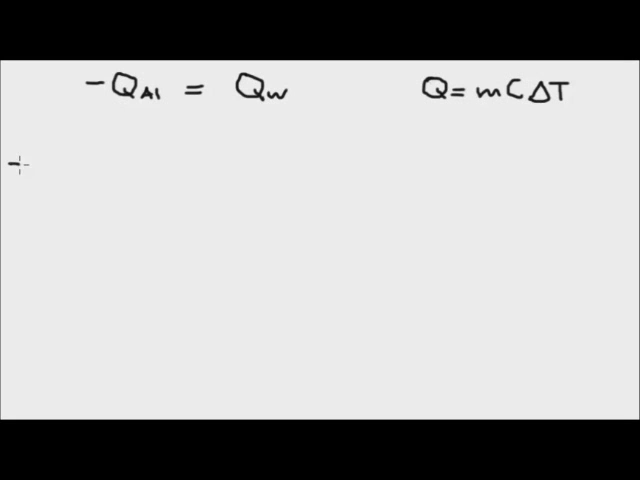 -Q_Al = Q_w Q = mCΔT
-